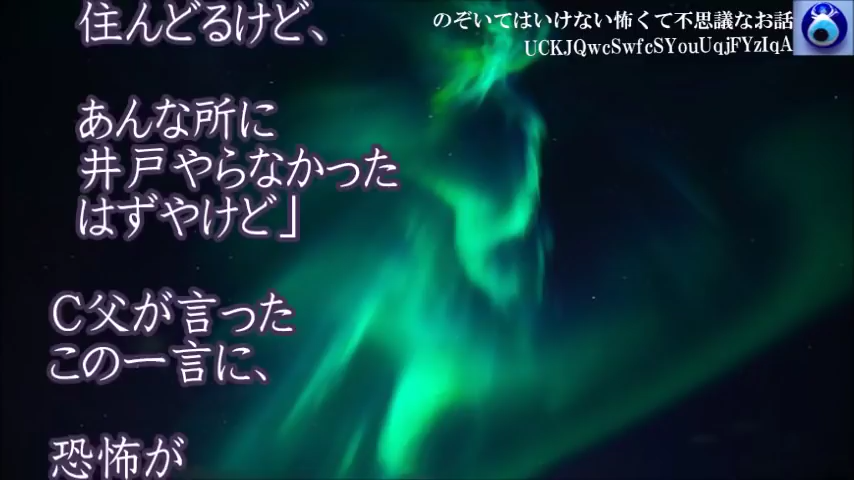 のぞいてはいけない怖くて不思議なお話
UCKJQwcSwfcSYouUqjFYzIqA
住んどるけど、
あんな所に
井戸やらなかった
はずやけど」
C父が言った
この一言に、
恐怖が